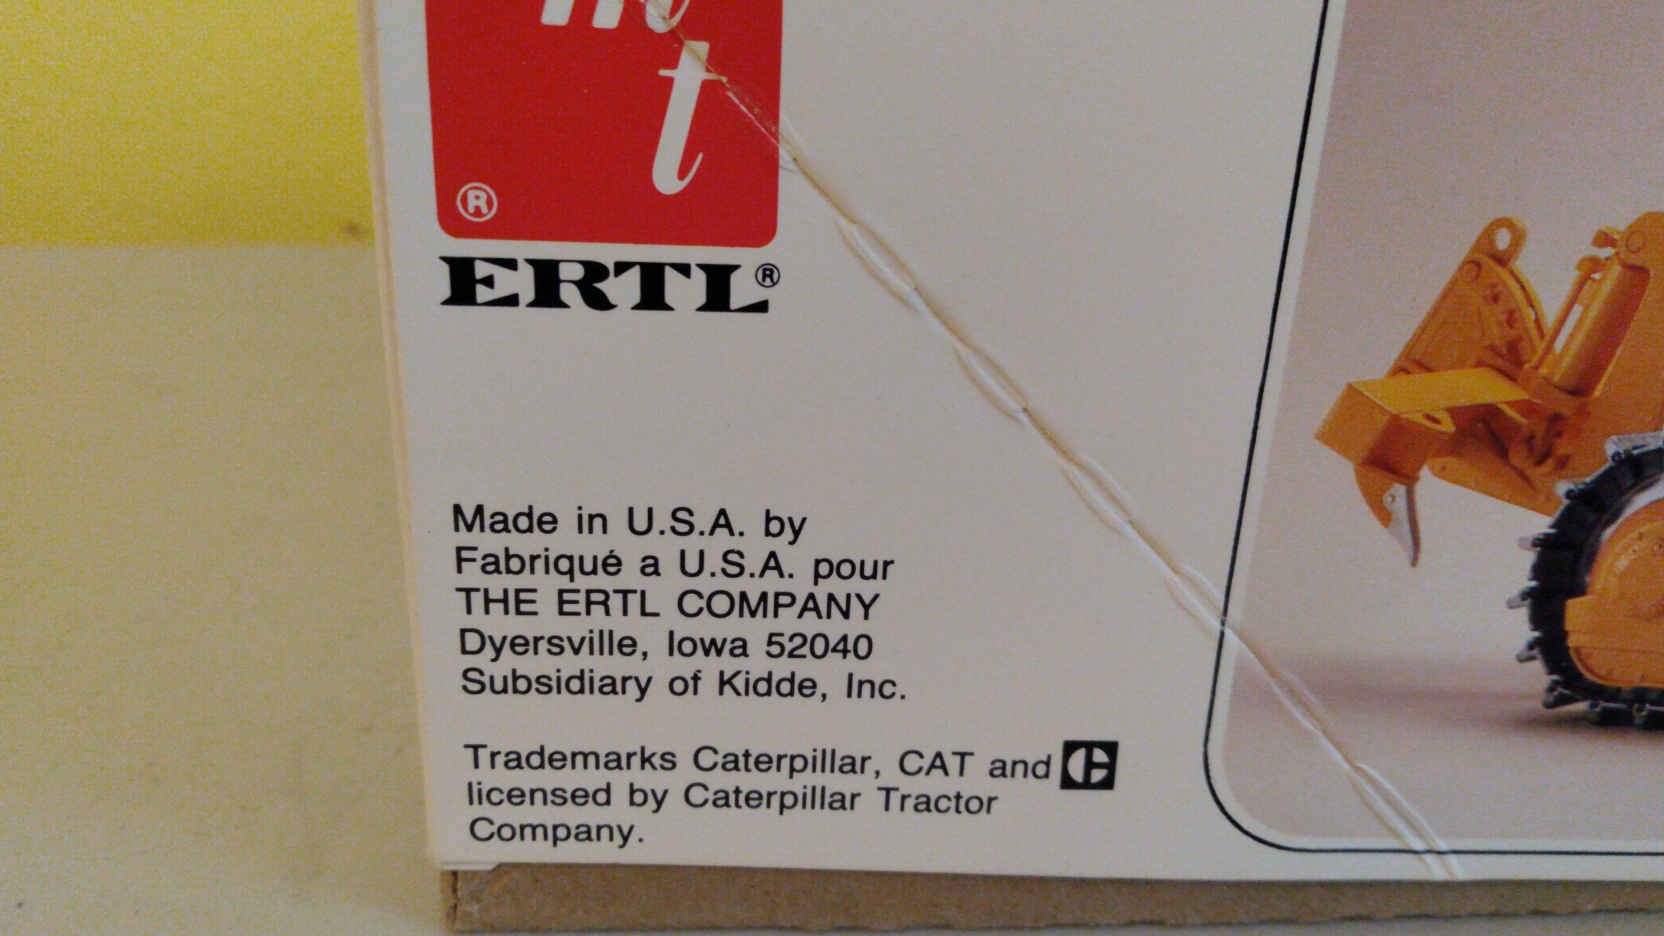 mt
®
ERTL®
Made in U.S.A. by
Fabriqué a U.S.A. pour
THE ERTL COMPANY
Dyersville, Iowa 52040
Subsidiary of Kidde, Inc.
Trademarks Caterpillar, CAT and
licensed by Caterpillar Tractor
Company.